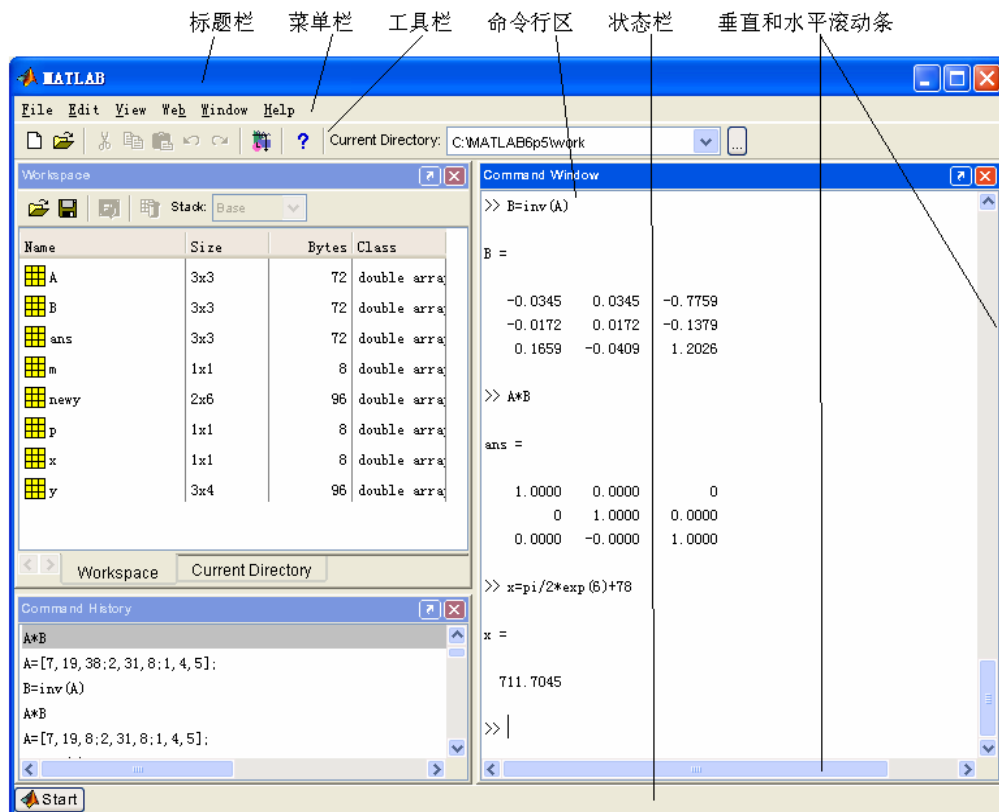 标题栏 菜单栏 工具栏 命令行区 状态栏 垂直和水平滚动条
MATLAB
File Edit View Web Window Help
Current Directory: C:\MATLAB6p5\work ...
Workspace
Stack: Base
Name Size Bytes Class
A 3x3 72 double array
B 3x3 72 double array
ans 3x3 72 double array
m 1x1 8 double array
newy 2x6 96 double array
p 1x1 8 double array
x 1x1 8 double array
y 3x4 96 double array
Workspace Current Directory
Command History
A*B
A=[7,19,38;2,31,8;1,4,5];
B=inv(A)
A*B
A=[7,19,8;2,31,8;1,4,5];
Command Window
>> B=inv(A)
B =
-0.0345 0.0345 -0.7759
-0.0172 0.0172 -0.1379
0.1659 -0.0409 1.2026
>> A*B
ans =
1.0000 0.0000 0
0 1.0000 0.0000
0.0000 -0.0000 1.0000
>> x=pi/2*exp(6)+78
x =
711.7045
>>
Start